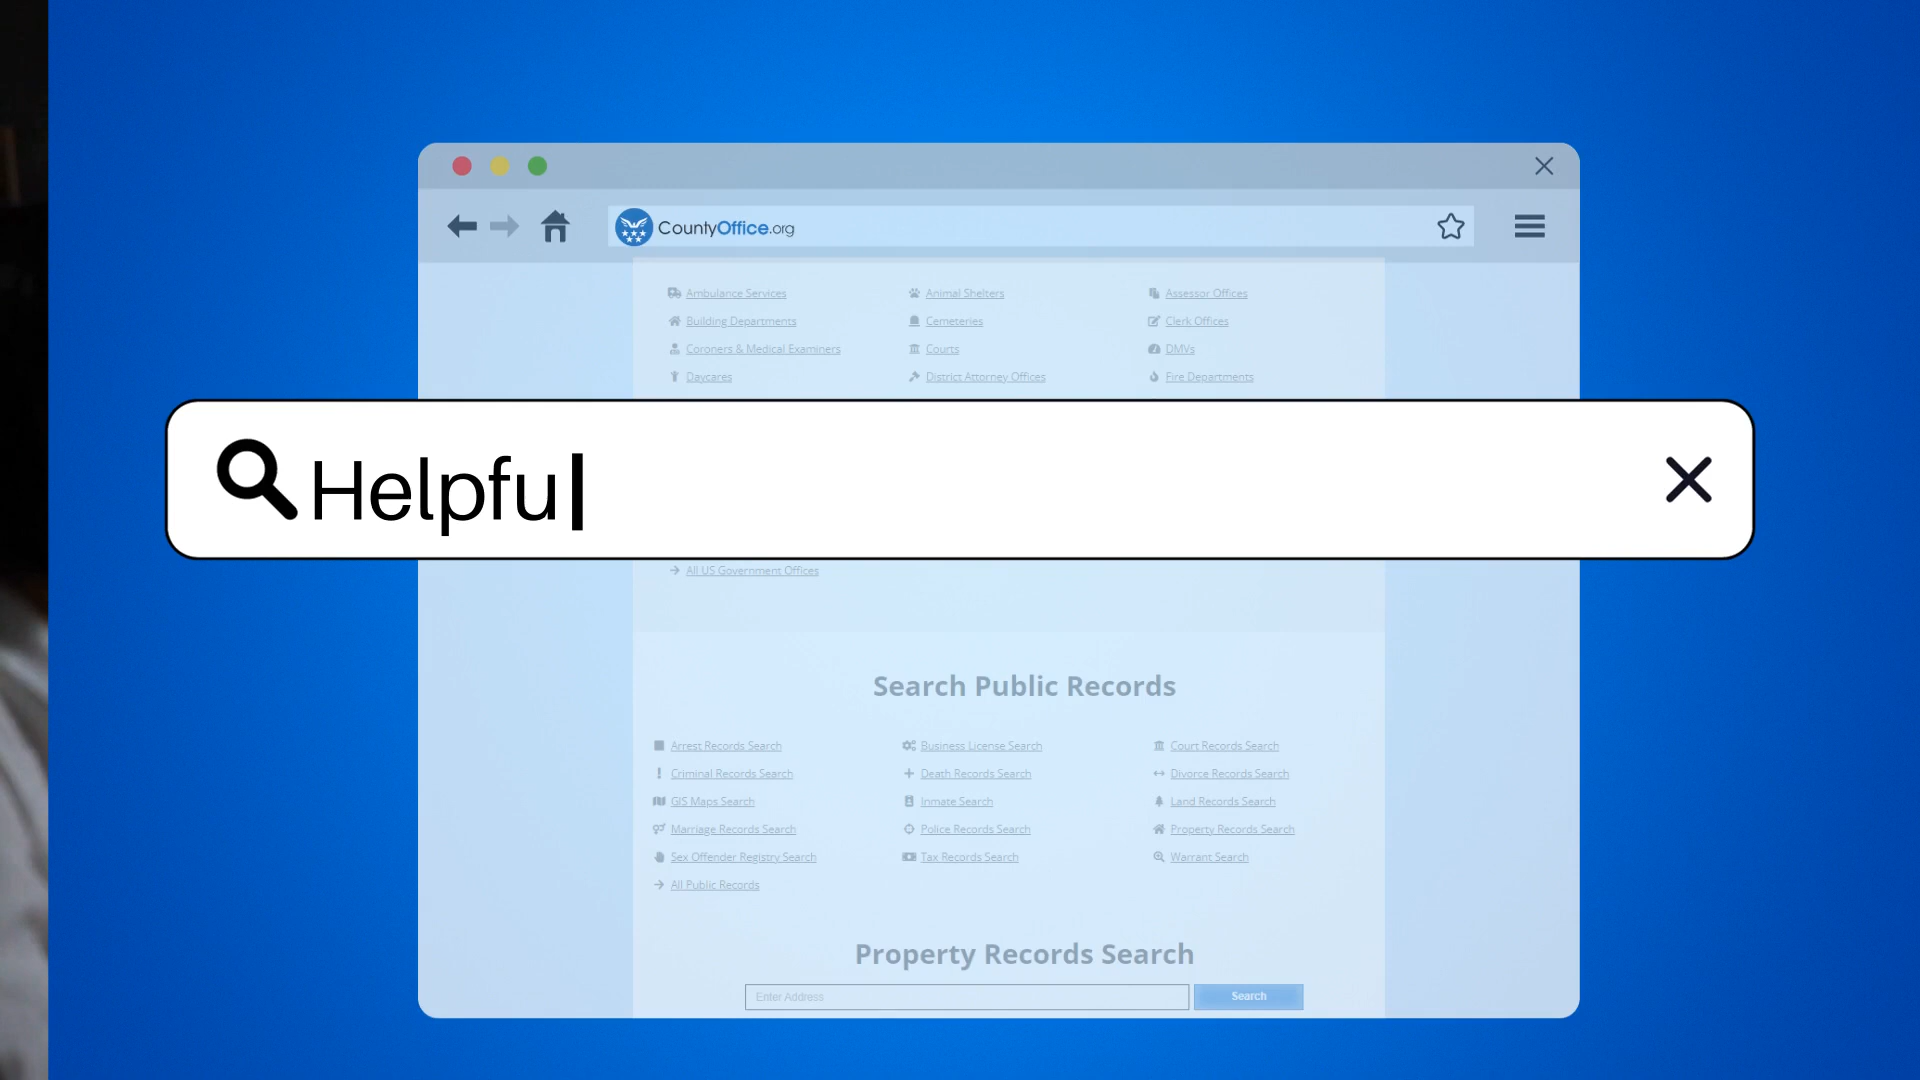 CountyOffice.org
Ambulance Services Animal Shelters Assessor Offices
Building Departments Cemeteries Clerk Offices
Coroners & Medical Examiners Courts DMVs
Daycares District Attorney Offices Fire Departments
Helpfu
All US Government Offices
Search Public Records
Arrest Records Search Business License Search Court Records Search
Criminal Records Search Death Records Search Divorce Records Search
GIS Maps Search Inmate Search Land Records Search
Marriage Records Search Police Records Search Property Records Search
Sex Offender Registry Search Tax Records Search Warrant Search
All Public Records
Property Records Search
Enter Address Search